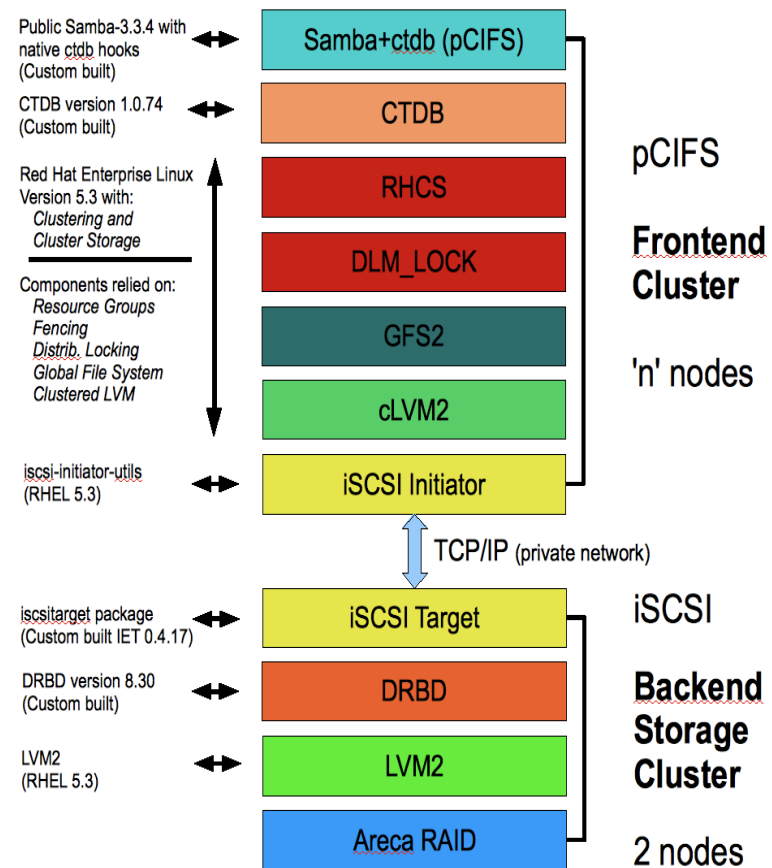 Public Samba-3.3.4 with
native ctdb hooks
(Custom built)
Samba+ctdb (pCIFS)
CTDB version 1.0.74
(Custom built)
CTDB
Red Hat Enterprise Linux
Version 5.3 with:
Clustering and
Cluster Storage
Components relied on:
Resource Groups
Fencing
Distrib. Locking
Global File System
Clustered LVM
RHCS
DLM_LOCK
GFS2
cLVM2
iscsi-initiator-utils
(RHEL 5.3)
iSCSI Initiator
pCIFS
Frontend
Cluster
'n' nodes
TCP/IP (private network)
iscsitarget package
(Custom built IET 0.4.17)
iSCSI Target
DRBD version 8.30
(Custom built)
DRBD
LVM2
(RHEL 5.3)
LVM2
Areca RAID
iSCSI
Backend
Storage
Cluster
2 nodes